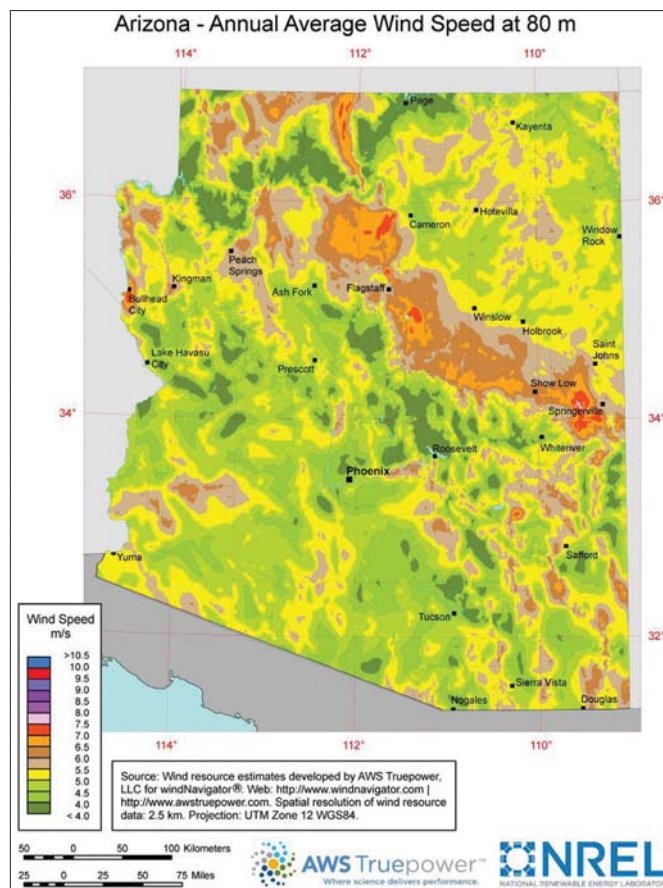 Arizona - Annual Average Wind Speed at 80 m
114°
112°
110°
Page
Kayenta
36°
36°
Hotevilla
Cameron
Window
Rock
Peach
Springs
Kingman
Ash Fork
Flagstaff
Bullhead
City
Winslow
Holbrook
Saint
Johns
Lake Havasu
City
Prescott
Show Low
Springerville
34°
34°
Whiteriver
Roosevelt
Phoenix
Safford
Yuma
Tucson
32°
Sierra Vista
Nogales
Douglas
114°
112°
110°
Wind Speed
m/s
>10.5
10.0
9.5
9.0
8.5
8.0
7.5
7.0
6.5
6.0
5.5
5.0
4.5
4.0
< 4.0
Source: Wind resource estimates developed by AWS Truepower,
LLC for windNavigator®. Web: http://www.windnavigator.com |
http://www.awstruepower.com. Spatial resolution of wind resource
data: 2.5 km. Projection: UTM Zone 12 WGS84.
50 0 50 100 Kilometers
25 0 25 50 75 Miles
AWS Truepower™
Where science delivers performance.
NREL
NATIONAL RENEWABLE ENERGY LABORATO